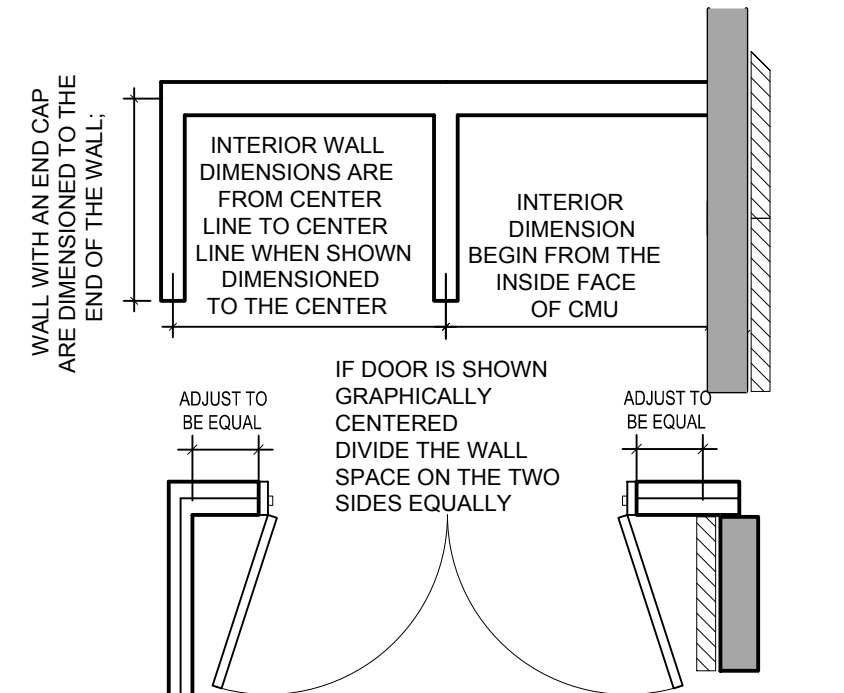 WALL WITH AN END CAP
ARE DIMENSIONED TO THE
END OF THE WALL;
INTERIOR WALL
DIMENSIONS ARE
FROM CENTER
LINE TO CENTER
LINE WHEN SHOWN
DIMENSIONED
TO THE CENTER
INTERIOR
DIMENSION
BEGIN FROM THE
INSIDE FACE
OF CMU
ADJUST TO
BE EQUAL
IF DOOR IS SHOWN
GRAPHICALLY
CENTERED
DIVIDE THE WALL
SPACE ON THE TWO
SIDES EQUALLY
ADJUST TO
BE EQUAL